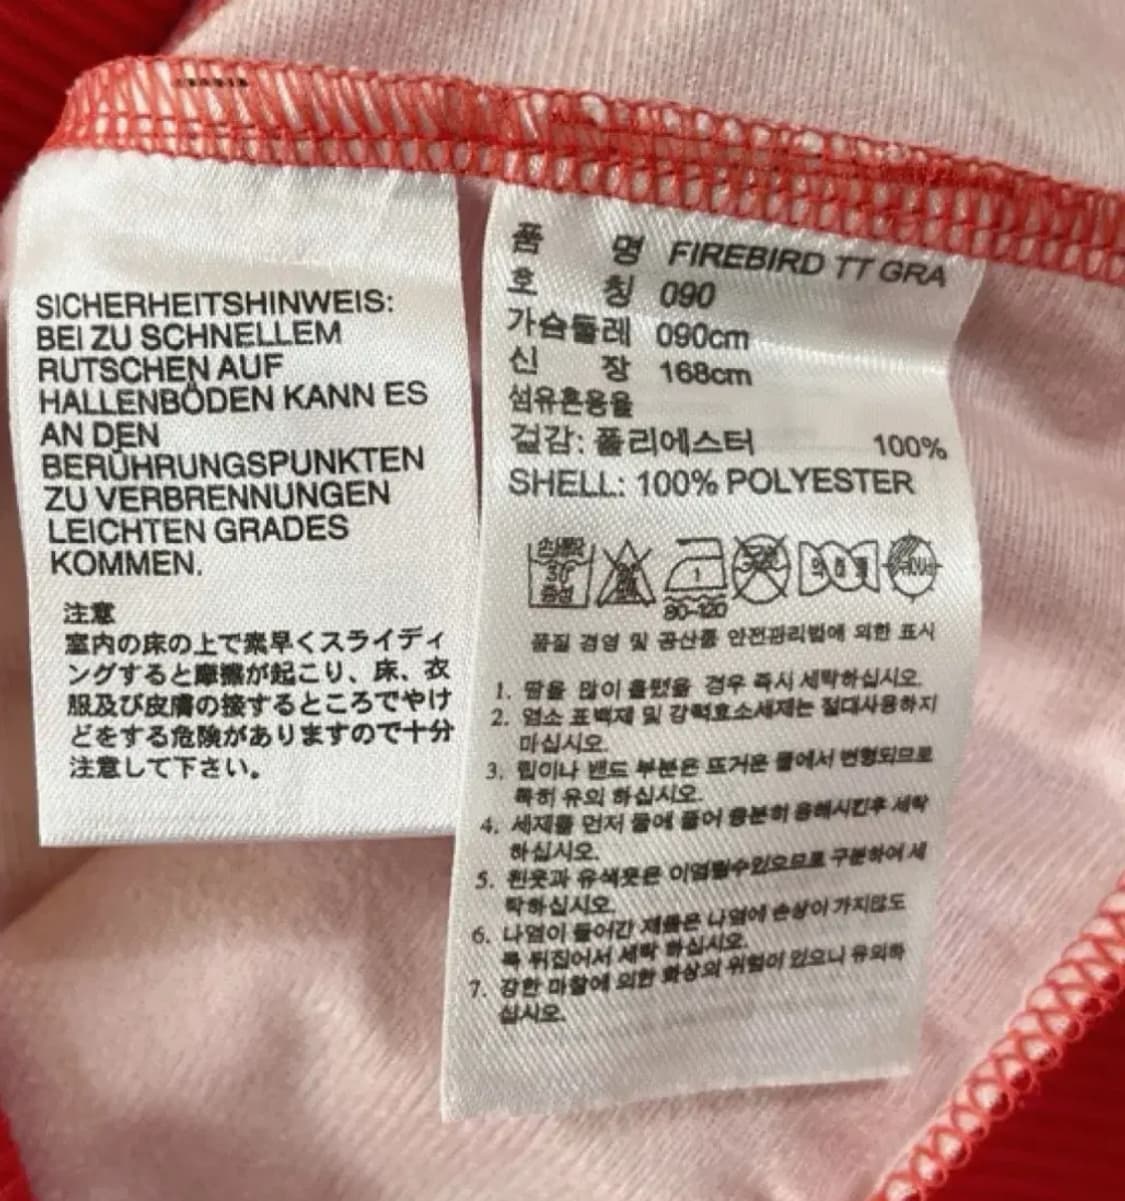 SICHERHEITSHINWEIS:
BEI ZU SCHNELLEM
RUTSCHEN AUF
HALLENBÖDEN KANN ES
AN DEN
BERÜHRUNGSPUNKTEN
ZU VERBRENNUNGEN
LEICHTEN GRADES
KOMMEN.
注意
室内の床の上で素早くスライディ
ングすると摩擦が起こり、床、衣
服及び皮膚の接するところでやけ
どをする危険がありますので十分
注意して下さい。
품 명 FIREBIRD TT GRA
호 칭 090
가슴둘레 090cm
신 장 168cm
섬유혼용율
겉감: 폴리에스터 100%
SHELL: 100% POLYESTER
손세탁
30°
중성
1
80-120
품질 경영 및 공산품 안전관리법에 의한 표시
1. 땀을 많이 흘렸을 경우 즉시 세탁하십시오.
2. 염소 표백제 및 강력효소세제는 절대사용하지
마십시오.
3. 립이나 밴드 부분은 뜨거운 물에서 변형되므로
특히 유의 하십시오.
4. 세제를 먼저 물에 풀어 충분히 용해시킨후 세탁
하십시오.
5. 흰옷과 유색옷은 이염될수있으므로 구분하여 세
탁하십시오.
6. 나염이 들어간 제품은 나염에 손상이 가지않도
록 뒤집어서 세탁 하십시오.
7. 강한 마찰에 의한 화상의 위험이 있으니 유의하
십시오.